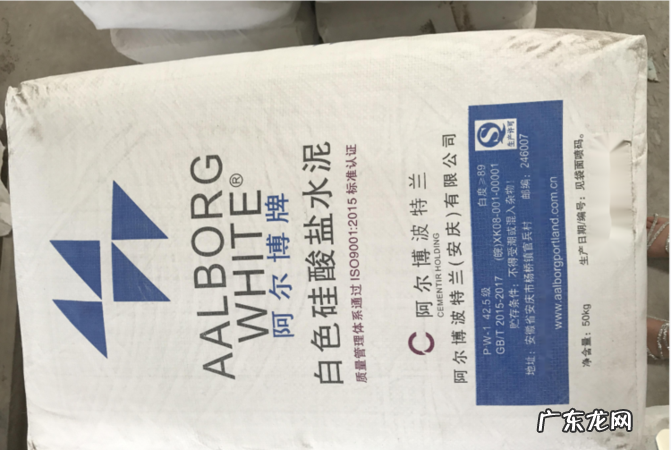 AALBORG
WHITE®
阿尔博牌
白色硅酸盐水泥
质量管理体系通过ISO9001:2015标准认证
阿尔博波特兰
CEMENTIR HOLDING
阿尔博波特兰(安庆)有限公司
P·W-1 42.5级 白度≥89
GB/T 2015-2017 (皖)XK08-001-00001
贮存条件:不得受潮或混入杂物!
地址:安徽省安庆市杨桥镇官兵村 邮编:246007
www.aalborgportland.com.cn
QS
生产许可
净含量:50kg 生产日期/编号:见袋面喷码。
广东龙网